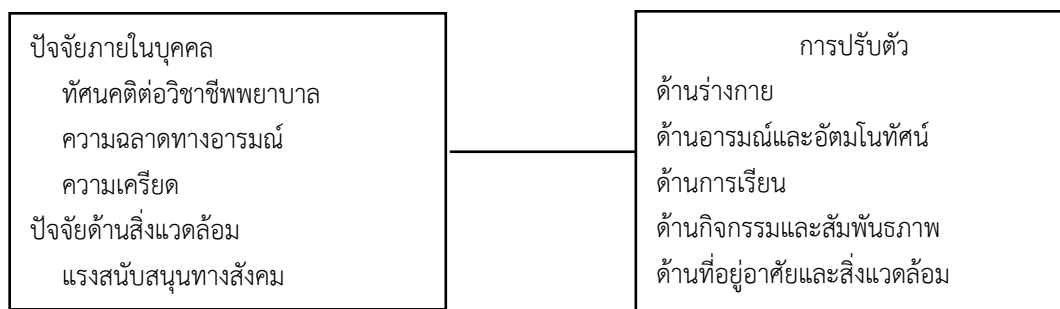 ปัจจัยภายในบุคคล
ทัศนคติต่อวิชาชีพพยาบาล
ความฉลาดทางอารมณ์
ความเครียด
ปัจจัยด้านสิ่งแวดล้อม
แรงสนับสนุนทางสังคม
การปรับตัว
ด้านร่างกาย
ด้านอารมณ์และอัตมโนทัศน์
ด้านการเรียน
ด้านกิจกรรมและสัมพันธภาพ
ด้านที่อยู่อาศัยและสิ่งแวดล้อม